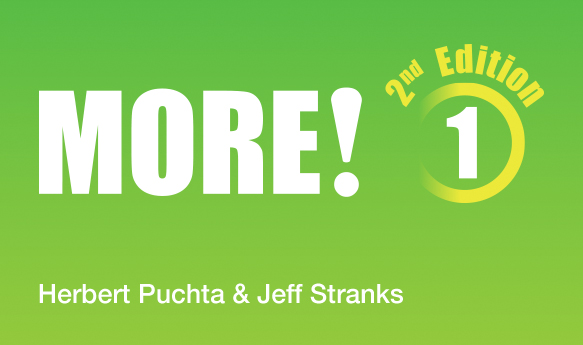 MORE!
2nd Edition
1
Herbert Puchta & Jeff Stranks